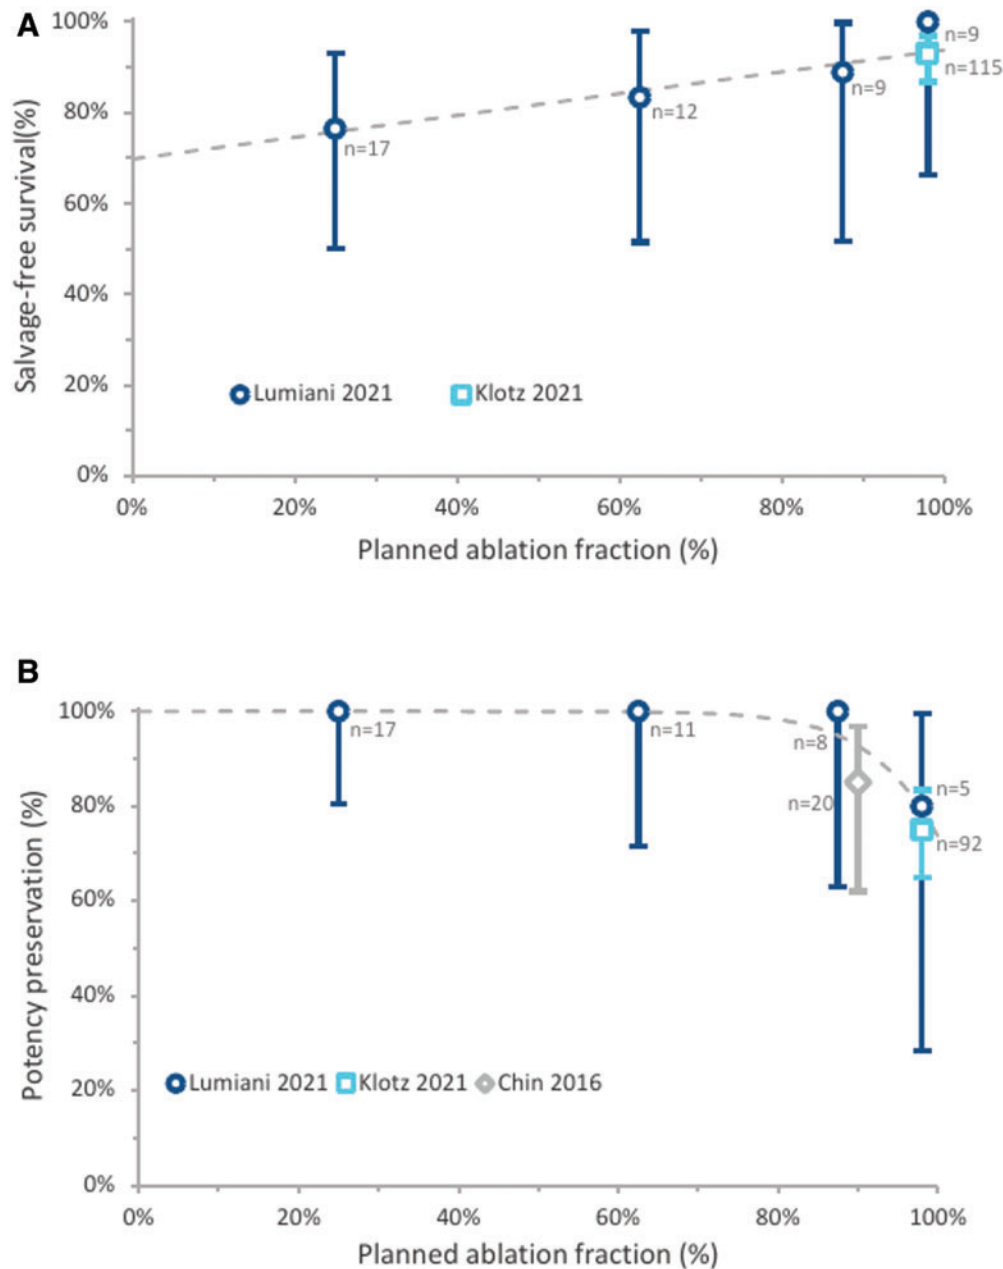 A
Salvage-free survival(%)
100%
80%
60%
40%
20%
0%
n=17
n=12
n=9
n=9
n=115
Lumiani 2021
Klotz 2021
0% 20% 40% 60% 80% 100%
Planned ablation fraction (%)
B
Potency preservation (%)
100%
80%
60%
40%
20%
0%
n=17
n=11
n=8
n=20
n=5
n=92
Lumiani 2021
Klotz 2021
Chin 2016
0% 20% 40% 60% 80% 100%
Planned ablation fraction (%)